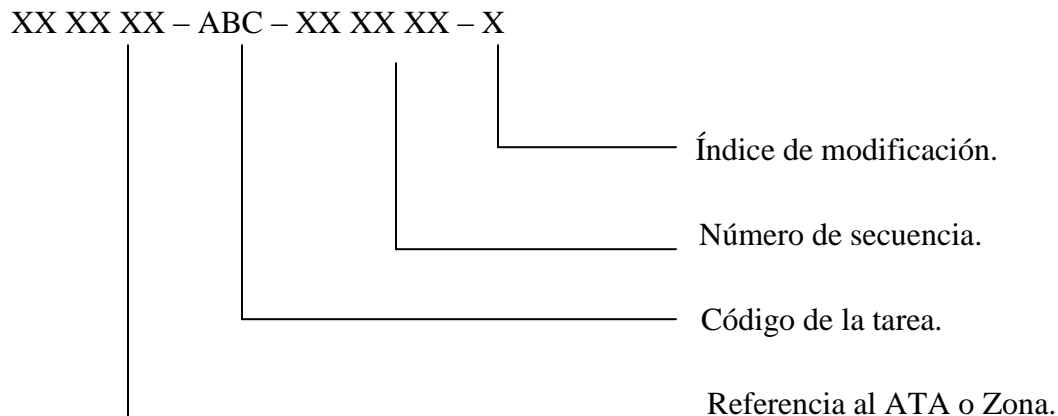 XX XX XX – ABC – XX XX XX – X
Índice de modificación.
Número de secuencia.
Código de la tarea.
Referencia al ATA o Zona.